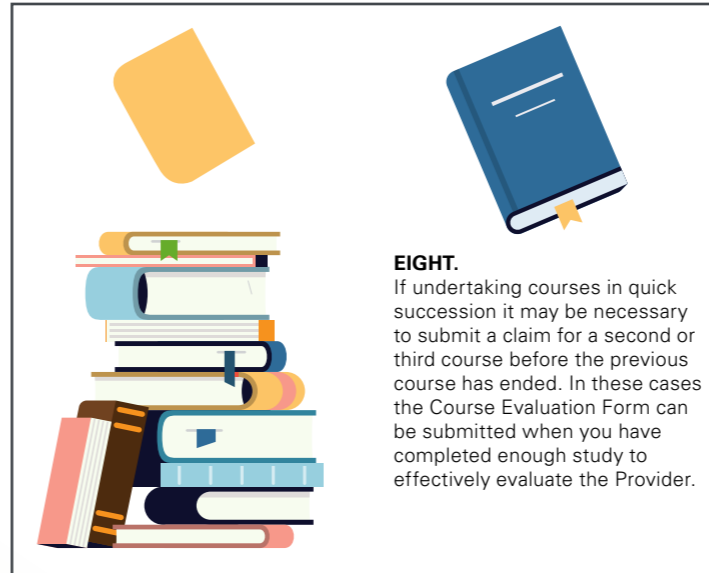 EIGHT.
If undertaking courses in quick
succession it may be necessary
to submit a claim for a second or
third course before the previous
course has ended. In these cases
the Course Evaluation Form can
be submitted when you have
completed enough study to
effectively evaluate the Provider.